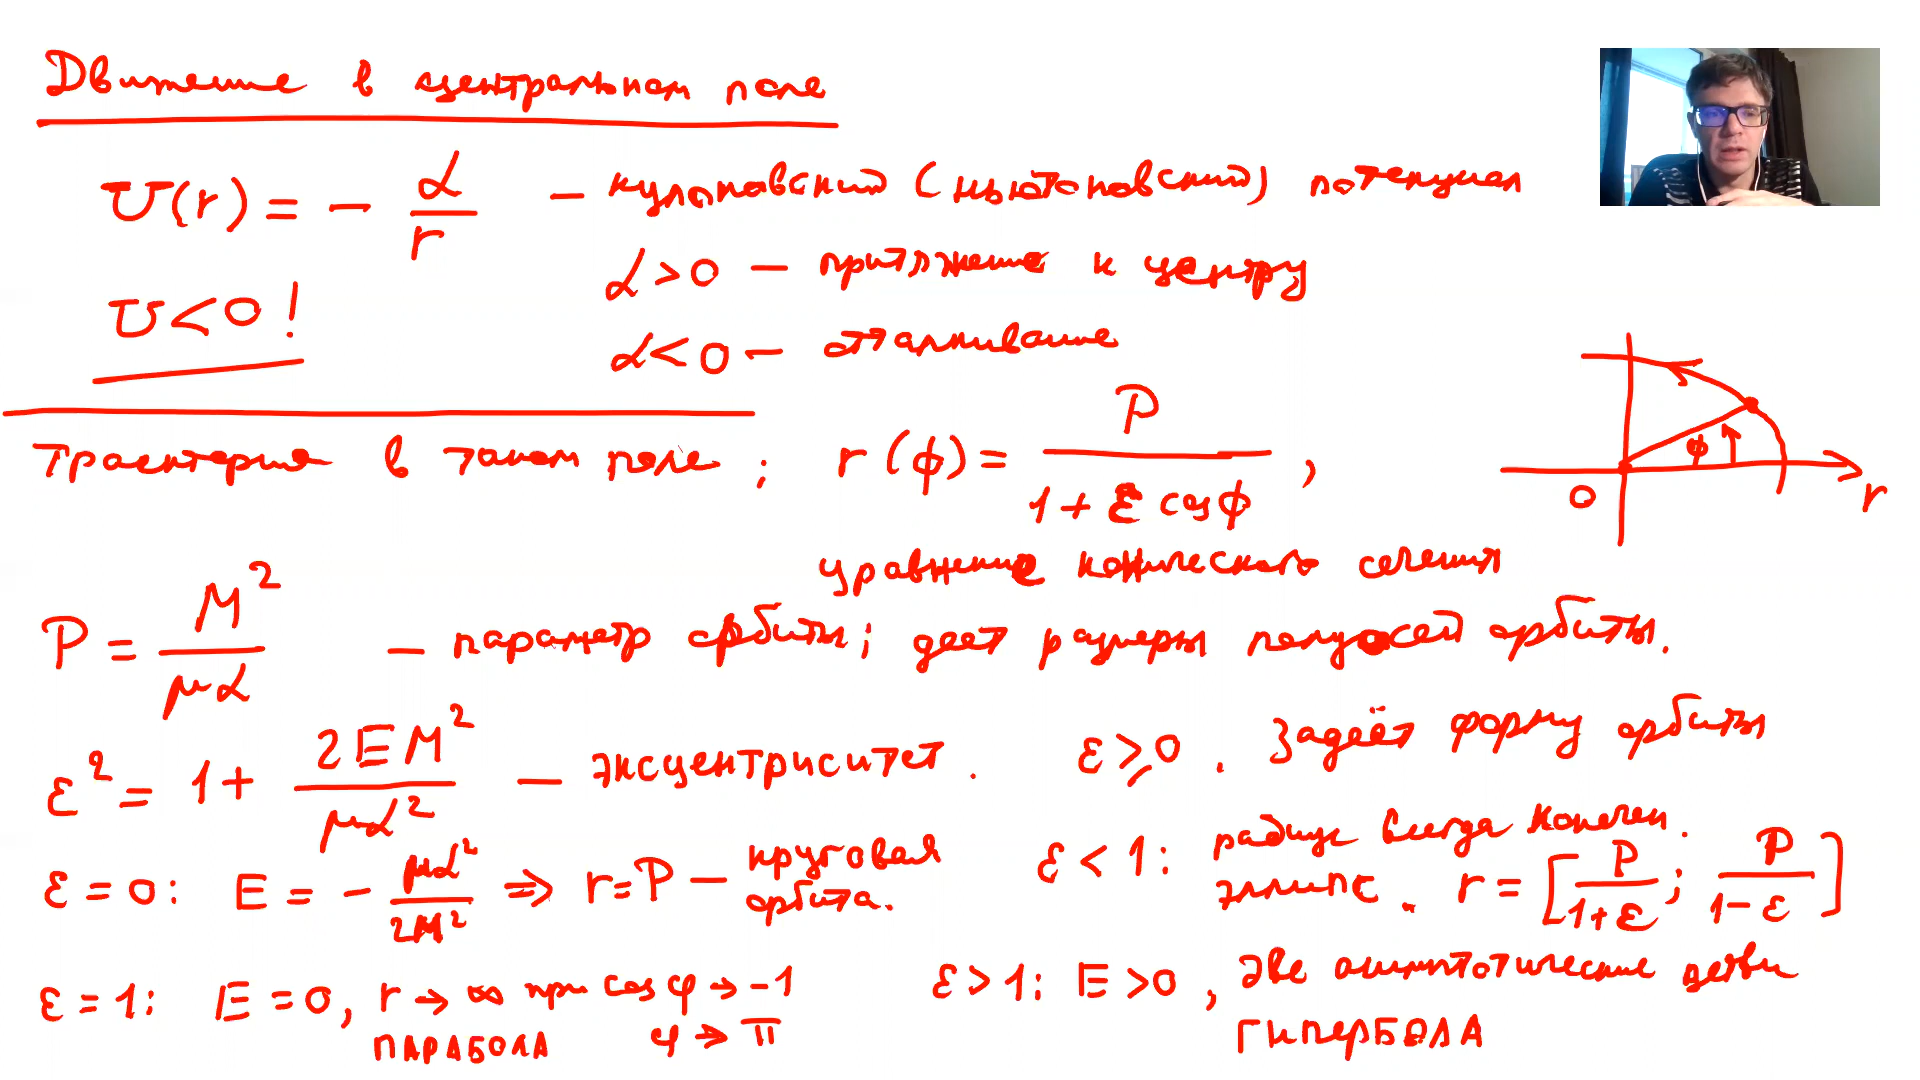 Движение в центральном поле
U(r) = - α/r — кулоновский (ньютоновский) потенциал
α > 0 — притяжение к центру
U < 0 !
α < 0 — отталкивание
Траектория в таком поле ; r(ϕ) = P/(1 + ε cosϕ) ,
ϕ
0
r
уравнение конического сечения
P = M²/(μα) — параметр орбиты; дает размеры полуосей орбиты.
ε² = 1 + 2EM²/(μα²) — эксцентриситет. ε ⩾ 0 . Задаёт форму орбиты
ε = 0: E = - μα²/(2M²) ⇒ r = P — круговая орбита.
ε < 1: радиус всегда конечен.
эллипс. r = [P/(1+ε) ; P/(1-ε)]
ε = 1: E = 0, r → ∞ при cos φ → -1
ПАРАБОЛА φ → π
ε > 1: E > 0, две асимптотические ветви
ГИПЕРБОЛА